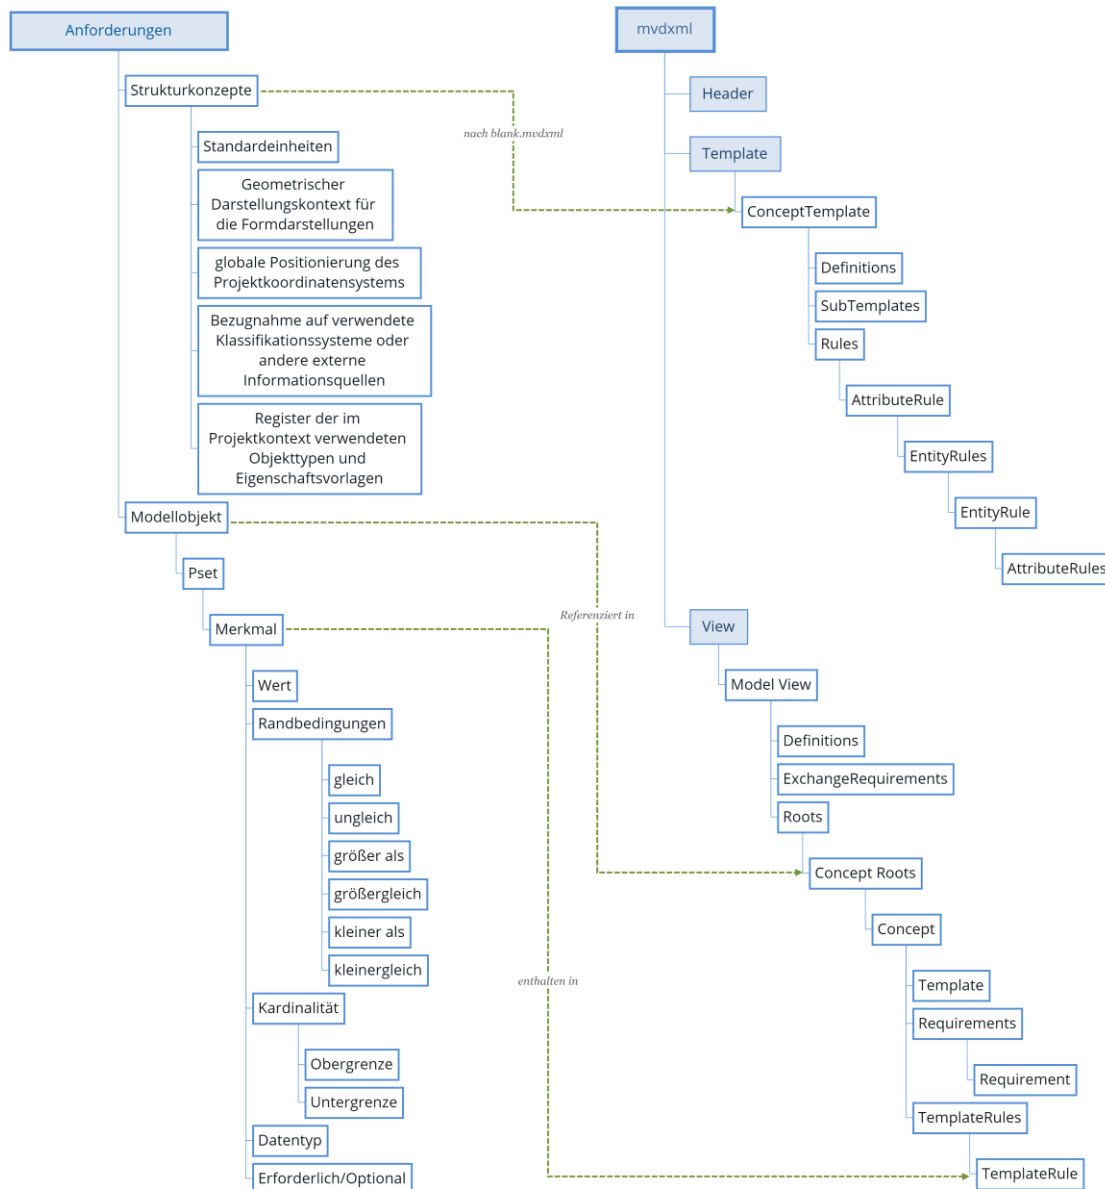 Anforderungen
Strukturkonzepte
Standardeinheiten
Geometrischer
Darstellungskontext für
die Formdarstellungen
globale Positionierung des
Projektkoordinatensystems
Bezugnahme auf verwendete
Klassifikationssysteme oder
andere externe
Informationsquellen
Register der im
Projektkontext verwendeten
Objekttypen und
Eigenschaftsvorlagen
Modellobjekt
Pset
Merkmal
Wert
Randbedingungen
gleich
ungleich
größer als
größergleich
kleiner als
kleinergleich
Kardinalität
Obergrenze
Untergrenze
Datentyp
Erforderlich/Optional
nach blank.mvdxml
Referenziert in
enthalten in
mvdxml
Header
Template
ConceptTemplate
Definitions
SubTemplates
Rules
AttributeRule
EntityRules
EntityRule
AttributeRules
View
Model View
Definitions
ExchangeRequirements
Roots
Concept Roots
Concept
Template
Requirements
Requirement
TemplateRules
TemplateRule